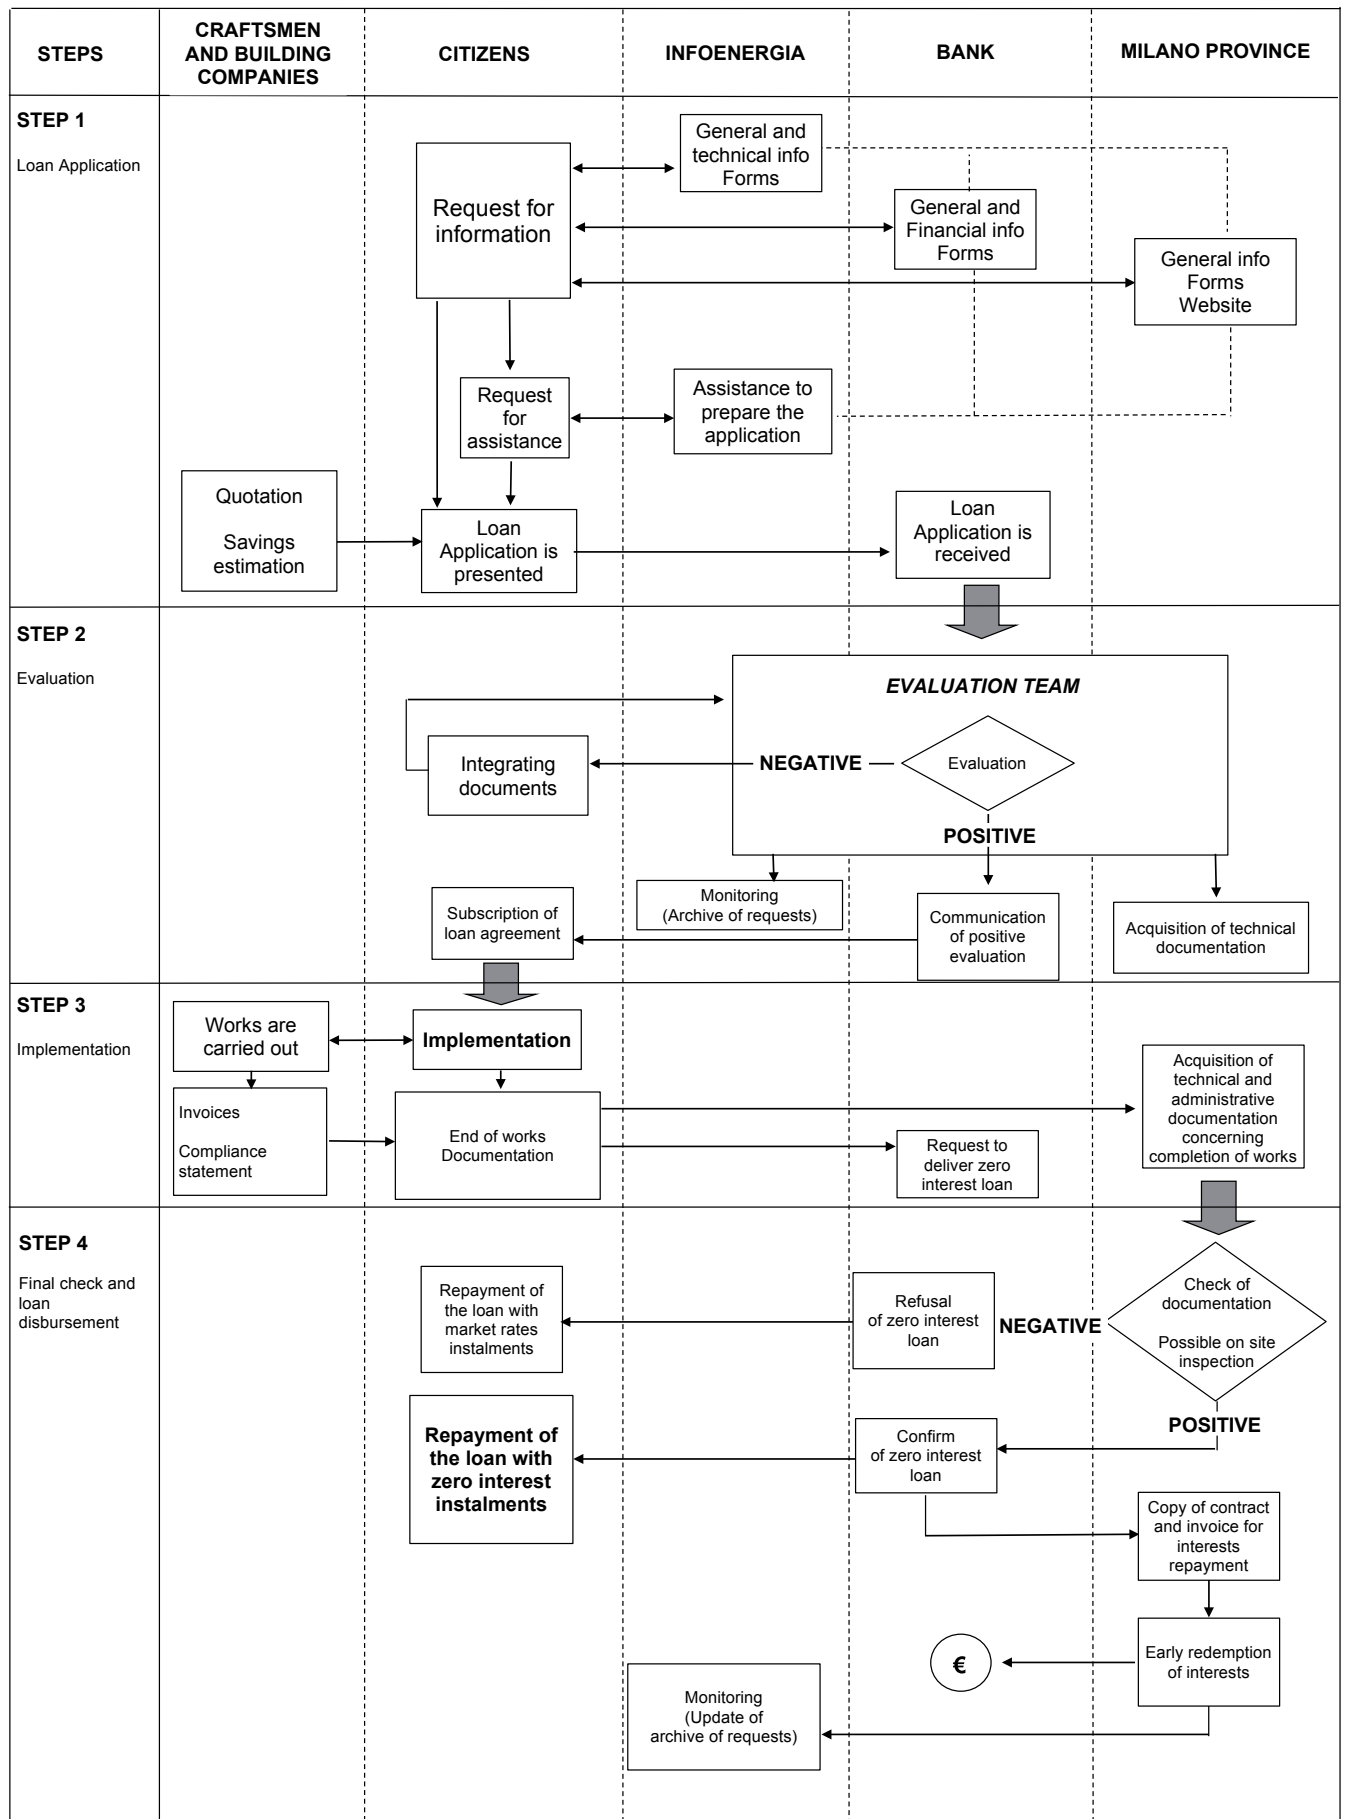 STEPS
CRAFTSMEN
AND BUILDING
COMPANIES
CITIZENS
INFOENERGIA
BANK
MILANO PROVINCE
STEP 1
Loan Application
Request for
information
General and
technical info
Forms
General and
Financial info
Forms
General info
Forms
Website
Request
for
assistance
Assistance to
prepare the
application
Quotation
Savings
estimation
Loan
Application is
presented
Loan
Application is
received
STEP 2
Evaluation
EVALUATION TEAM
Integrating
documents
NEGATIVE
Evaluation
POSITIVE
Subscription of
loan agreement
Monitoring
(Archive of requests)
Communication
of positive
evaluation
Acquisition of technical
documentation
STEP 3
Implementation
Works are
carried out
Implementation
Invoices
Compliance
statement
End of works
Documentation
Request to
deliver zero
interest loan
Acquisition of
technical and
administrative
documentation
concerning
completion of works
STEP 4
Final check and
loan
disbursement
Repayment of
the loan with
market rates
instalments
Refusal
of zero interest
loan
NEGATIVE
Check of
documentation
Possible on site
inspection
POSITIVE
Repayment of
the loan with
zero interest
instalments
Confirm
of zero interest
loan
Copy of contract
and invoice for
interests
repayment
€
Early redemption
of interests
Monitoring
(Update of
archive of requests)